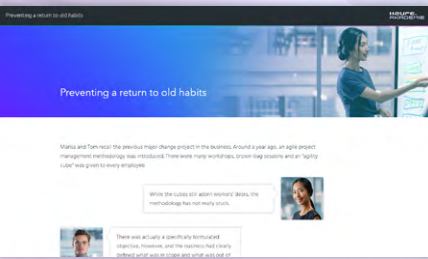 Preventing a return to old habits
HAUFE.
AKADEMIE
Preventing a return to old habits
Marisa and Tom recall the previous major change project in the business. Around a year ago, an agile project
management methodology was introduced. There were many workshops, brown-bag sessions and an "agility
cube" was given to every employee.
While the cubes still adorn workers' desks, the
methodology has not really stuck.
There was actually a specifically formulated
objective, however, and the business had clearly
defined what was in scope and what was out of